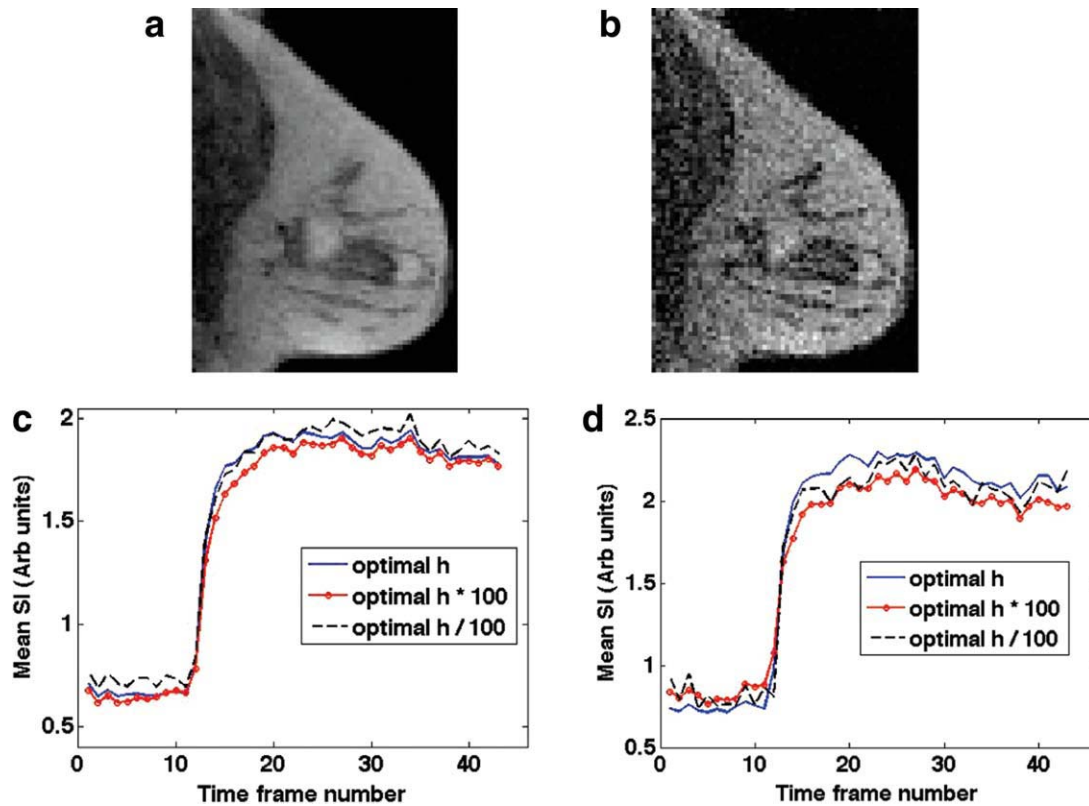 a
b
c
Mean SI (Arb units)
2
1.5
1
0.5
optimal h
optimal h * 100
optimal h / 100
0
10
20
30
40
Time frame number
d
Mean SI (Arb units)
2.5
2
1.5
1
0.5
optimal h
optimal h * 100
optimal h / 100
0
10
20
30
40
Time frame number